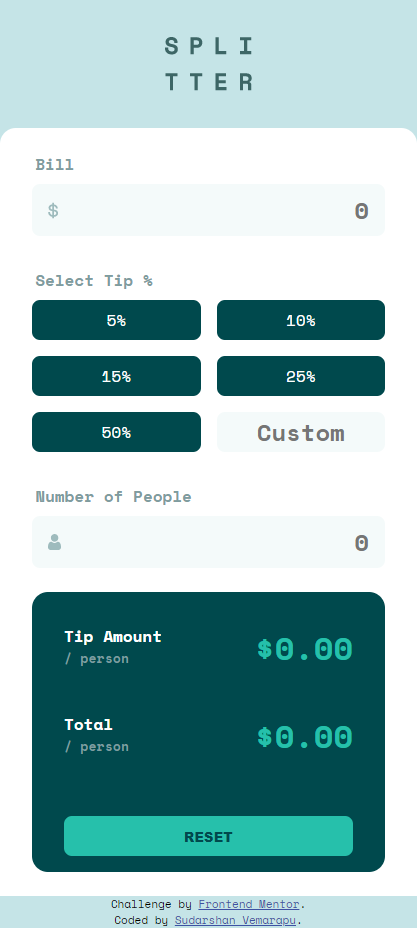 SPLI
TTER
Bill
$ 0
Select Tip %
5% 10%
15% 25%
50% Custom
Number of People
0
Tip Amount
/ person
$0.00
Total
/ person
$0.00
RESET
Challenge by Frontend Mentor.
Coded by Sudarshan Vemarapu.